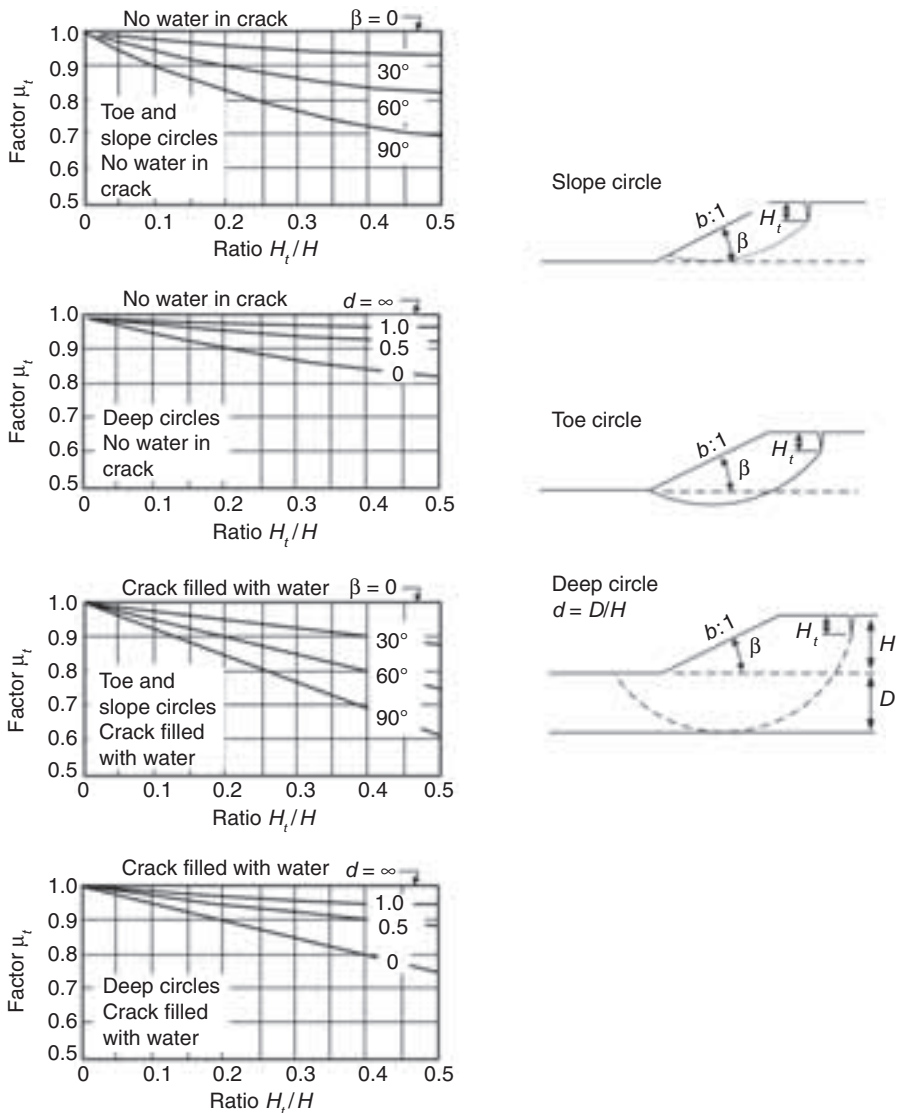 No water in crack β = 0
Factor μt
1.0
0.9
0.8
0.7
0.6
0.5
30°
60°
90°
Toe and
slope circles
No water in
crack
0 0.1 0.2 0.3 0.4 0.5
Ratio Ht/H
No water in crack d = ∞
Factor μt
1.0
0.9
0.8
0.7
0.6
0.5
1.0
0.5
0
Deep circles
No water in
crack
0 0.1 0.2 0.3 0.4 0.5
Ratio Ht/H
Crack filled with water β = 0
Factor μt
1.0
0.9
0.8
0.7
0.6
0.5
30°
60°
90°
Toe and
slope circles
Crack filled
with water
0 0.1 0.2 0.3 0.4 0.5
Ratio Ht/H
Crack filled with water d = ∞
Factor μt
1.0
0.9
0.8
0.7
0.6
0.5
1.0
0.5
0
Deep circles
Crack filled
with water
0 0.1 0.2 0.3 0.4 0.5
Ratio Ht/H
Slope circle
b:1
Ht
β
Toe circle
b:1
Ht
β
Deep circle
d = D/H
b:1
Ht
H
β
D